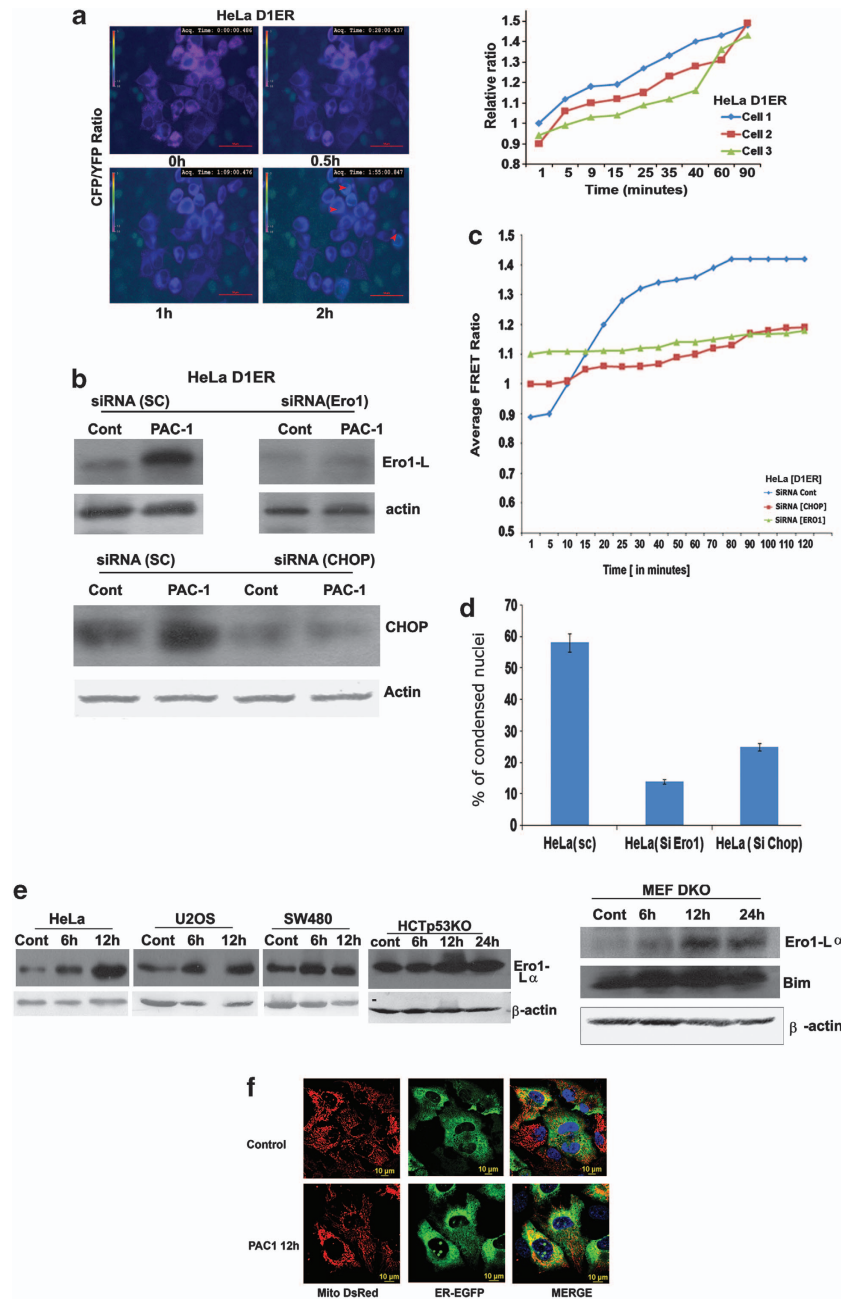 a
HeLa D1ER
CFP/YFP Ratio
Acq. Time: 0:00:00.486
Acq. Time: 0:28:00.437
0h
0.5h
Acq. Time: 1:09:00.476
Acq. Time: 1:55:00.847
1h
2h
Relative ratio
1.5
1.4
1.3
1.2
1.1
1
0.9
0.8
HeLa D1ER
Cell 1
Cell 2
Cell 3
1 5 9 15 25 35 40 60 90
Time (minutes)
b
HeLa D1ER
siRNA (SC) siRNA(Ero1)
Cont PAC-1 Cont PAC-1
Ero1-L
actin
siRNA (SC) siRNA (CHOP)
Cont PAC-1 Cont PAC-1
CHOP
Actin
c
Average FRET Ratio
1.5
1.4
1.3
1.2
1.1
1
0.9
0.8
0.7
0.6
0.5
HeLa [D1ER]
SiRNA Cont
SiRNA [CHOP]
SiRNA [ERO1]
1 5 10 15 20 25 30 40 50 60 70 80 90 100 110 120
Time [ in minutes]
d
% of condensed nuclei
70
60
50
40
30
20
10
0
HeLa(sc) HeLa(Si Ero1) HeLa( Si Chop)
e
HeLa U2OS SW480 HCTp53KO
Cont 6h 12h Cont 6h 12h Cont 6h 12h cont 6h 12h 24h
Ero1-
Lα
β-actin
MEF DKO
Cont 6h 12h 24h
Ero1-Lα
Bim
β -actin
f
Control
10 µm 10 µm 10 µm
PAC1 12h
10 µm 10 µm 10 µm
Mito DsRed ER-EGFP MERGE